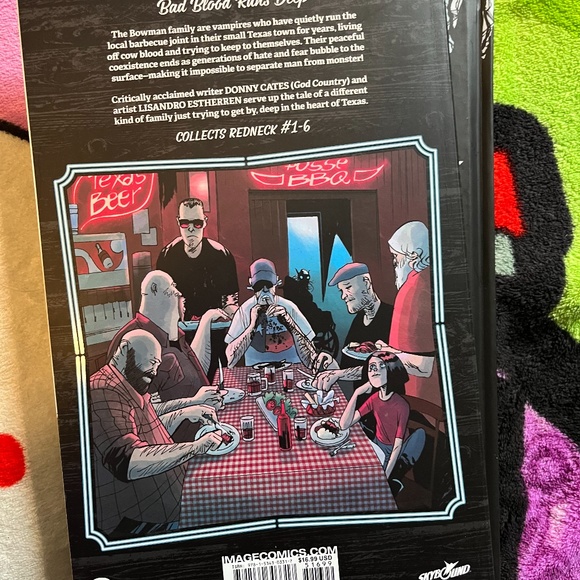 Bad Blood Runs Deep
The Bowman family are vampires who have quietly run the
local barbecue joint in their small Texas town for years, living
off cow blood and trying to keep to themselves. Their peaceful
coexistence ends as generations of hate and fear bubble to the
surface—making it impossible to separate man from monster!
Critically acclaimed writer DONNY CATES (God Country) and
artist LISANDRO ESTHERREN serve up the tale of a different
kind of family just trying to get by, deep in the heart of Texas.
COLLECTS REDNECK #1-6
Texas
BEER
POSSE
BBQ
IMAGECOMICS.COM
$16.99 USD
51699
SKYBOUND